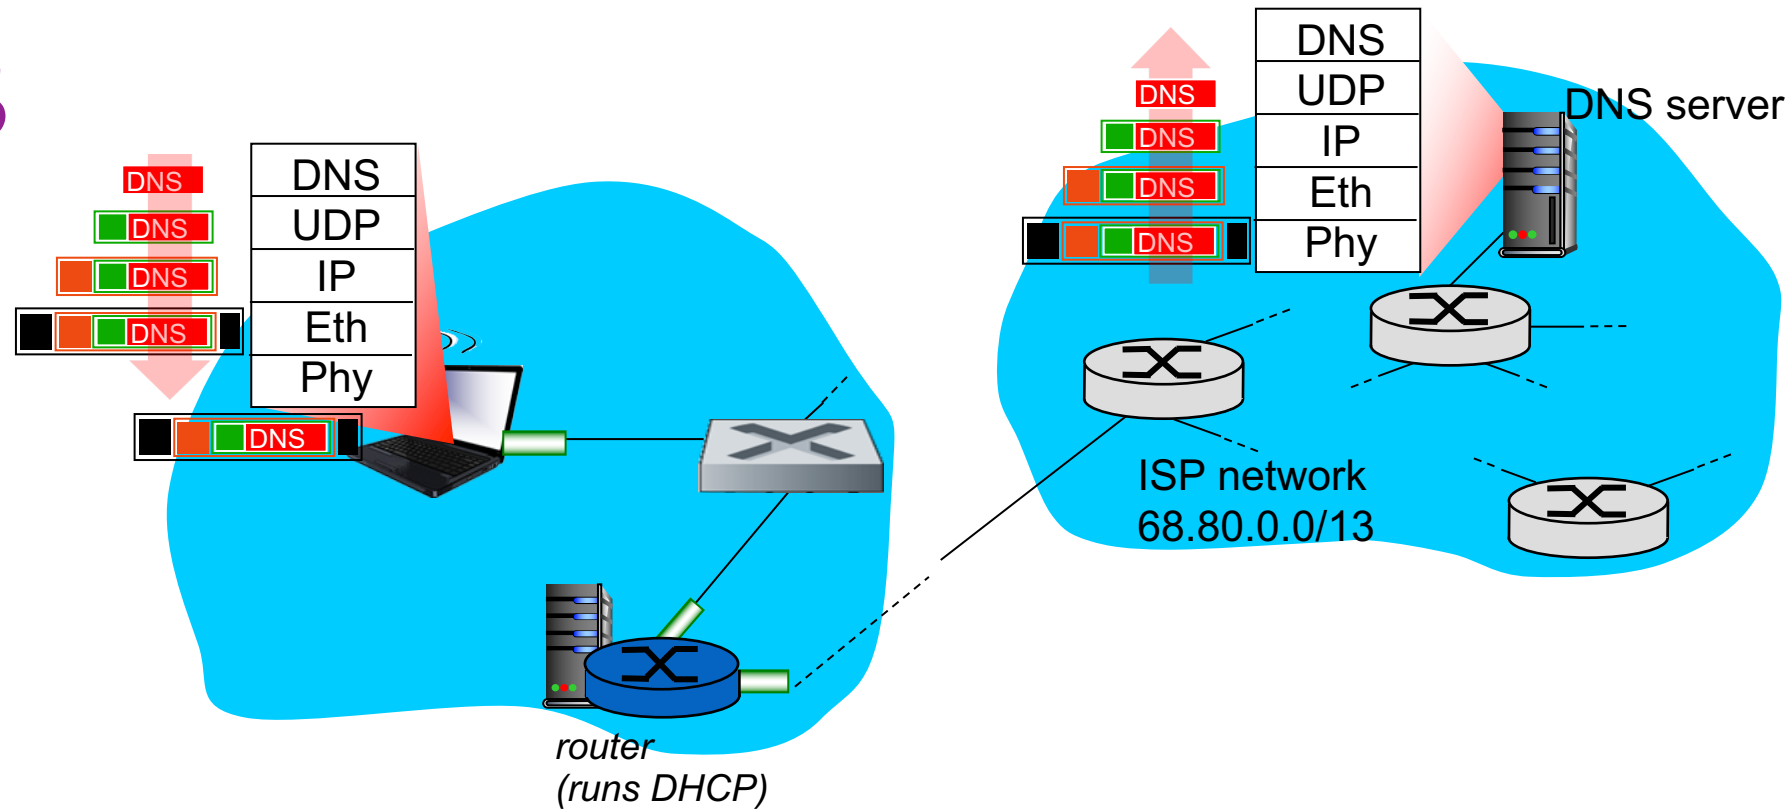 DNS
DNS
DNS
DNS
DNS
DNS
UDP
IP
Eth
Phy
DNS
DNS
DNS
DNS
DNS
UDP
IP
Eth
Phy
DNS server
ISP network
68.80.0.0/13
router
(runs DHCP)